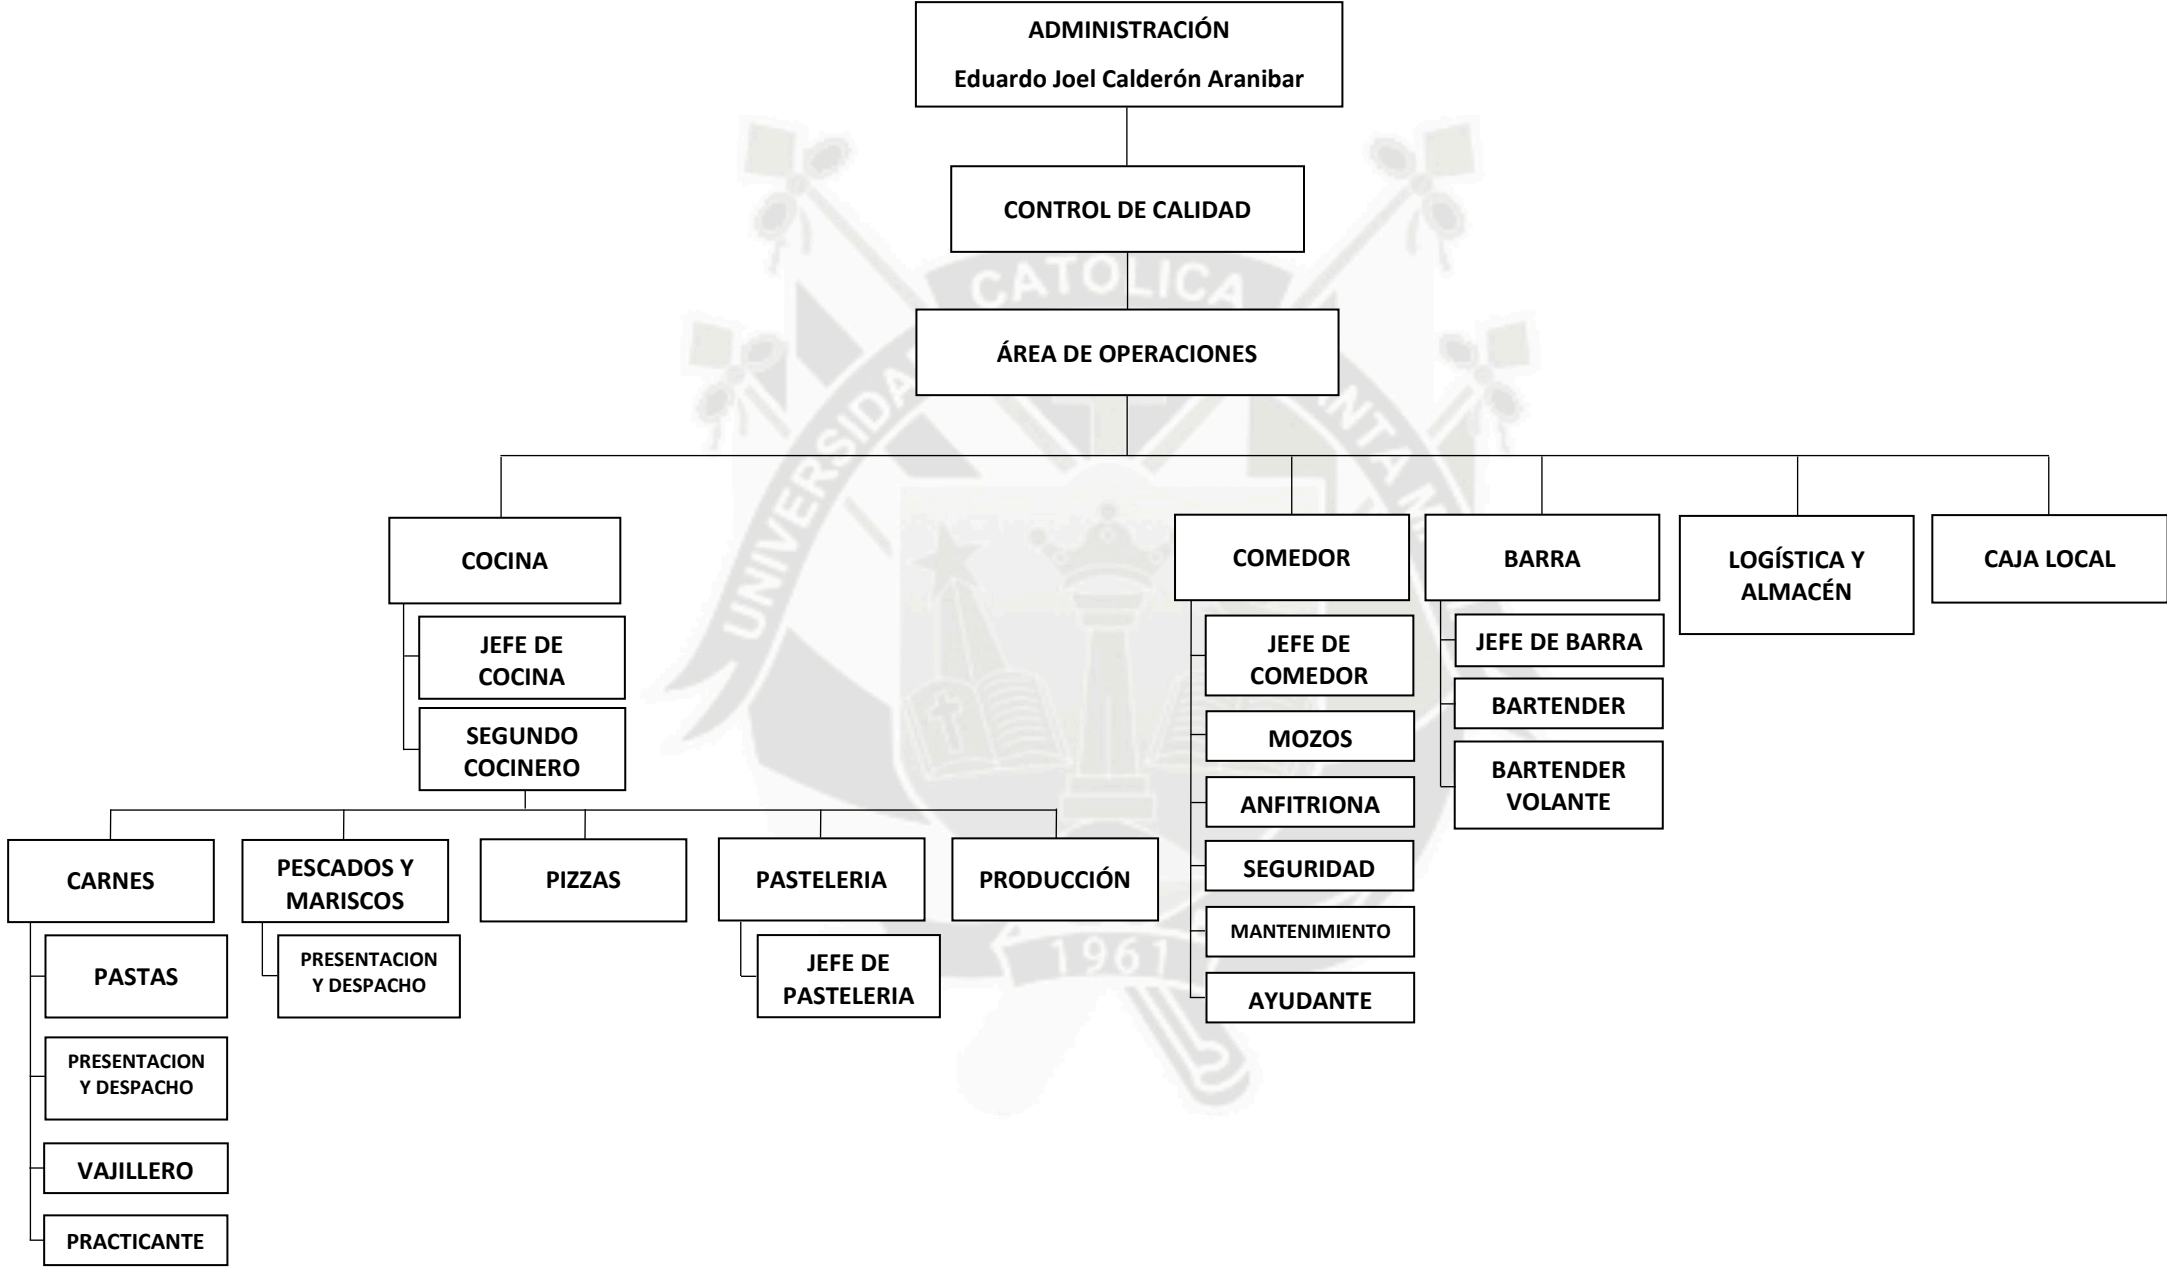 ADMINISTRACIÓN
Eduardo Joel Calderón Aranibar
CONTROL DE CALIDAD
CATOLICA
ÁREA DE OPERACIONES
COCINA
COMEDOR
BARRA
LOGÍSTICA Y
ALMACÉN
CAJA LOCAL
JEFE DE
COCINA
SEGUNDO
COCINERO
JEFE DE
COMEDOR
MOZOS
ANFITRIONA
SEGURIDAD
MANTENIMIENTO
AYUDANTE
JEFE DE BARRA
BARTENDER
BARTENDER
VOLANTE
CARNES
PESCADOS Y
MARISCOS
PIZZAS
PASTELERIA
PRODUCCIÓN
PASTAS
PRESENTACION
Y DESPACHO
VAJILLERO
PRACTICANTE
PRESENTACION
Y DESPACHO
JEFE DE
PASTELERIA
1961